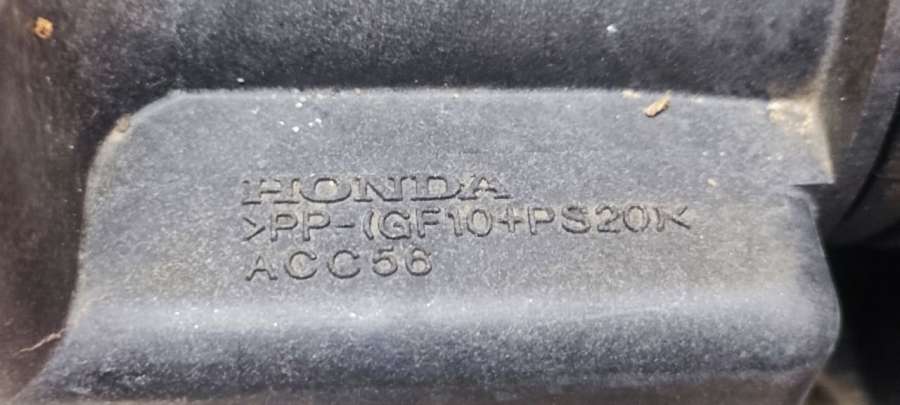 HONDA
>PP-(GF10+PS20)<
ACC56